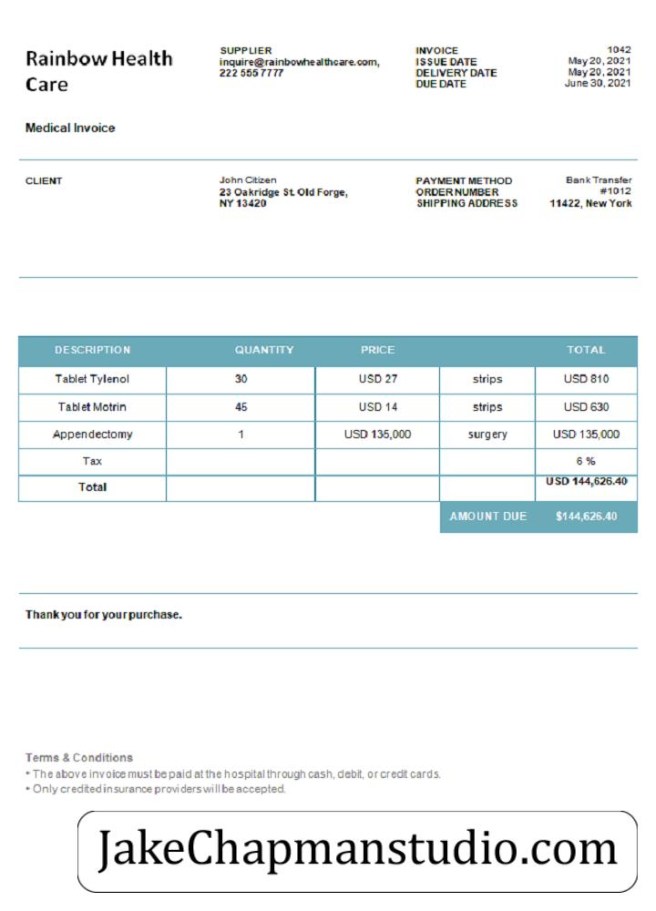 Rainbow Health
Care
Medical Invoice
SUPPLIER
inquire@rainbowhealthcare.com,
222 555 7777
INVOICE 1042
ISSUE DATE May 20, 2021
DELIVERY DATE May 20, 2021
DUE DATE June 30, 2021
CLIENT
John Citizen
23 Oakridge St. Old Forge,
NY 13420
PAYMENT METHOD Bank Transfer
ORDER NUMBER #1012
SHIPPING ADDRESS 11422, New York
DESCRIPTION QUANTITY PRICE TOTAL
Tablet Tylenol 30 USD 27 strips USD 810
Tablet Motrin 45 USD 14 strips USD 630
Appendectomy 1 USD 135,000 surgery USD 135,000
Tax 6 %
Total USD 144,626.40
AMOUNT DUE $144,626.40
Thank you for your purchase.
Terms & Conditions
• The above invoice must be paid at the hospital through cash, debit, or credit cards.
• Only credited insurance providers will be accepted.
JakeChapmanstudio.com